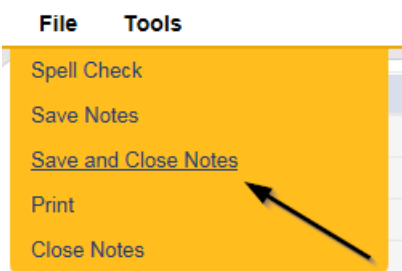 File Tools
Spell Check
Save Notes
Save and Close Notes
Print
Close Notes